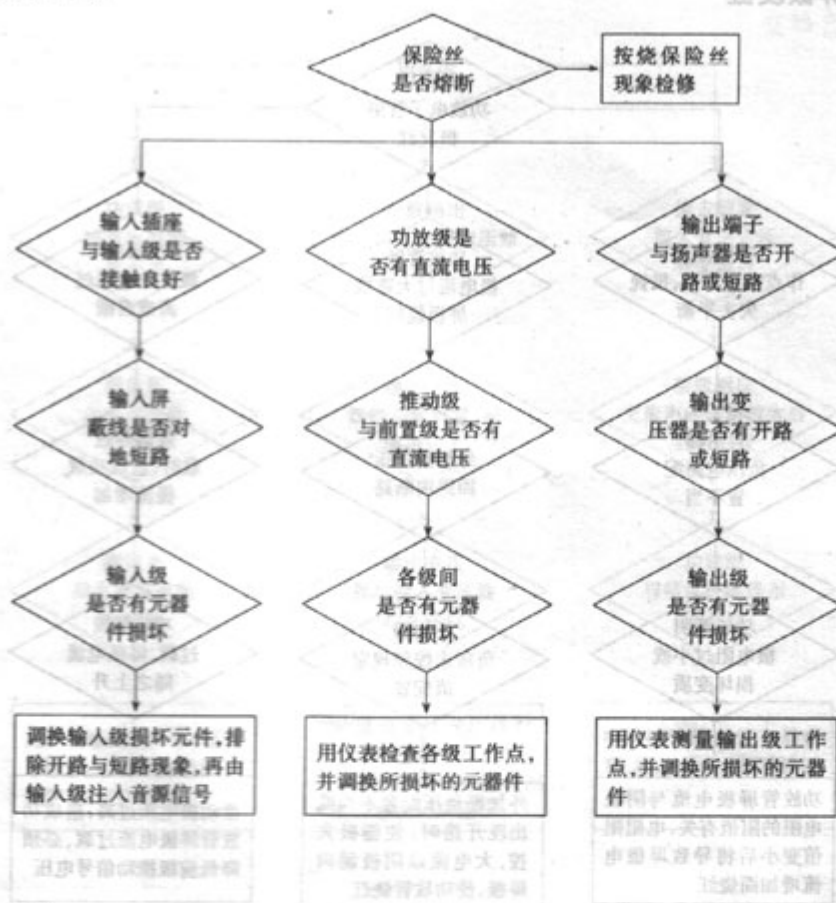 保险丝
是否熔断
按烧保险丝
现象检修
输入插座
与输入级是否
接触良好
功放级是
否有直流电压
输出端子
与扬声器是否开
路或短路
输入屏
蔽线是否对
地短路
推动级
与前置级是否有
直流电压
输出变
压器是否有开路
或短路
输入级
是否有元器
件损坏
各级间
是否有元器
件损坏
输出级
是否有元器
件损坏
调换输入级损坏元件，排
除开路与短路现象，再由
输入级注入音源信号
用仪表检查各级工作点，
并调换所损坏的元器件
用仪表测量输出级工作
点，并调换所损坏的元器
件